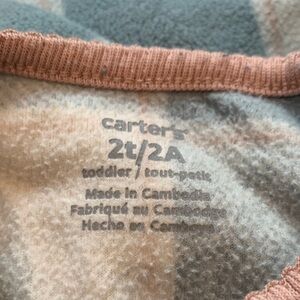 carter's
2t/2A
toddler / tout-petit
Made in Cambodia
Fabriqué au Cambodge
Hecho en Camboya